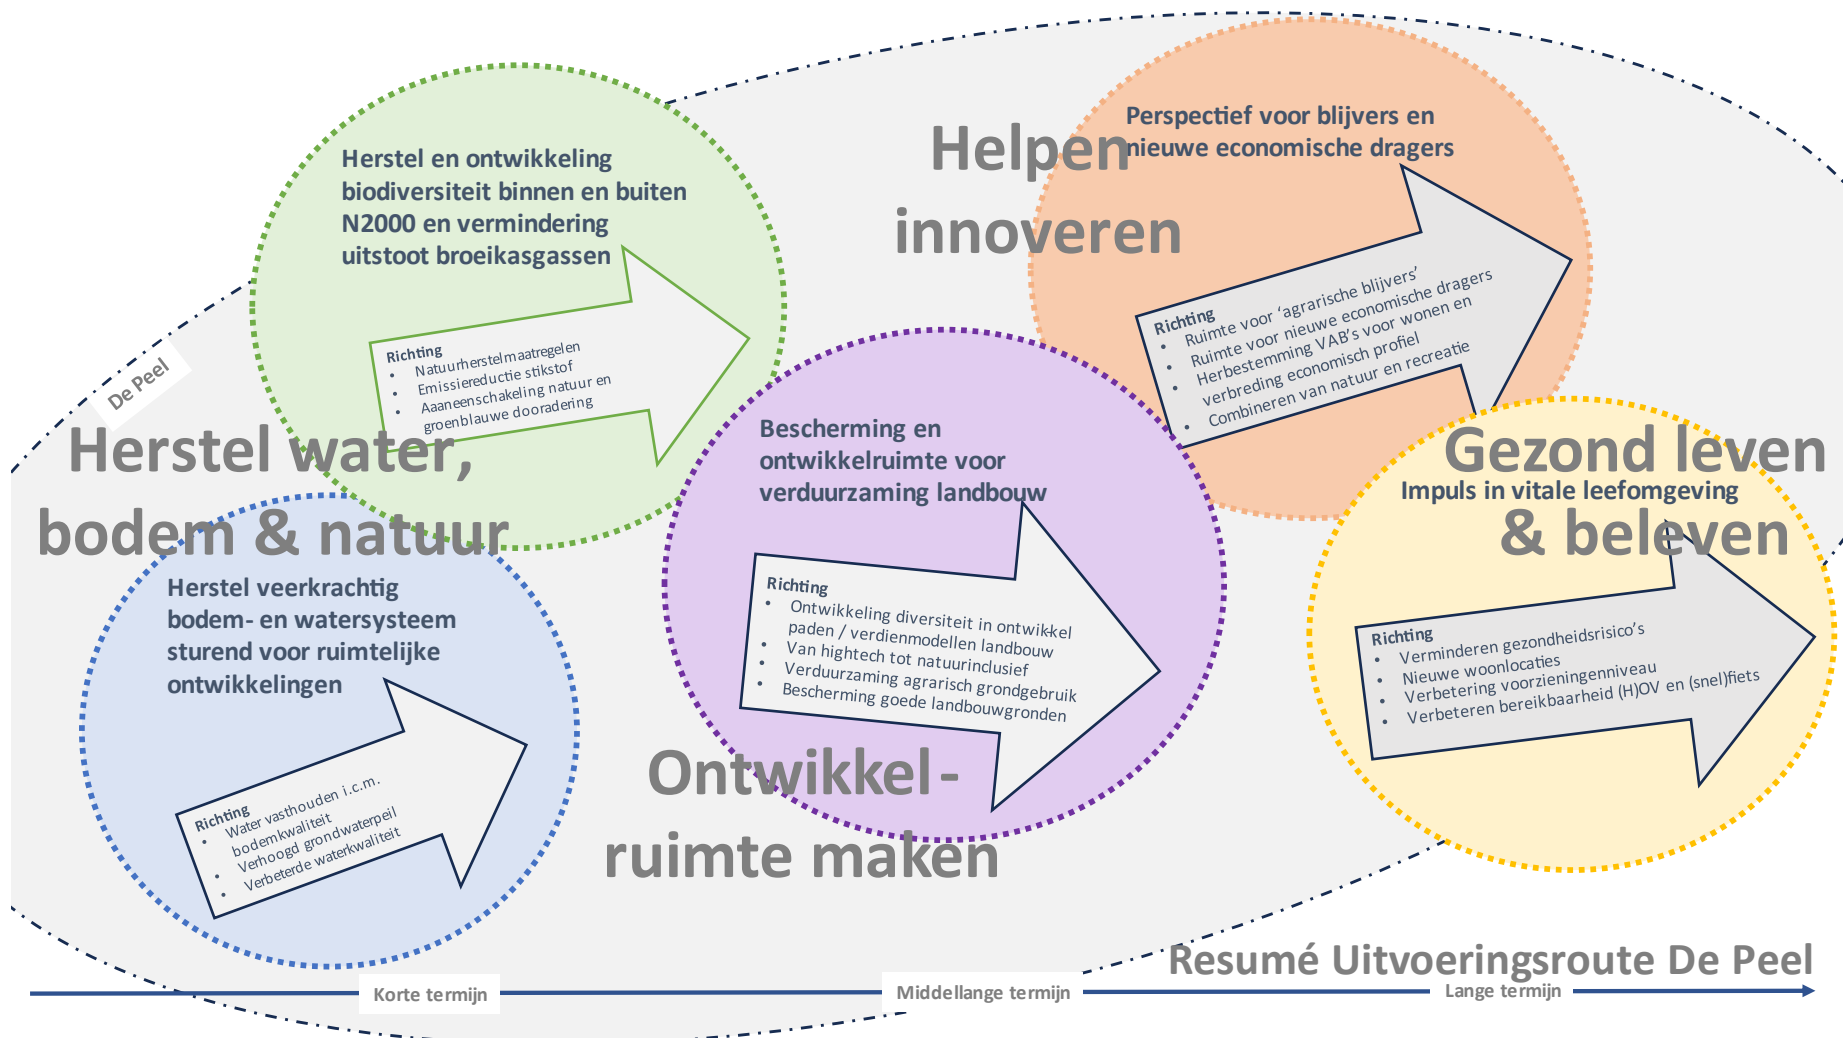 Herstel en ontwikkeling
biodiversiteit binnen en buiten
N2000 en vermindering
uitstoot broeikasgassen
Richting
• Natuurherstelmaatregelen
• Emissiereductie stikstof
• Aaaneenschakeling natuur en
groenblauwe dooradering
De Peel
Herstel water,
bodem & natuur
Herstel veerkrachtig
bodem- en watersysteem
sturend voor ruimtelijke
ontwikkelingen
Richting
• Water vasthouden i.c.m.
bodemkwaliteit
• Verhoogd grondwaterpeil
• Verbeterde waterkwaliteit
Helpen
innoveren
Perspectief voor blijvers en
nieuwe economische dragers
Richting
• Ruimte voor ‘agrarische blijvers’
• Ruimte voor nieuwe economische dragers
• Herbestemming VAB’s voor wonen en
verbreding economisch profiel
• Combineren van natuur en recreatie
Bescherming en
ontwikkelruimte voor
verduurzaming landbouw
Richting
• Ontwikkeling diversiteit in ontwikkel
paden / verdienmodellen landbouw
• Van hightech tot natuurinclusief
• Verduurzaming agrarisch grondgebruik
• Bescherming goede landbouwgronden
Ontwikkel-
ruimte maken
Gezond leven
& beleven
Impuls in vitale leefomgeving
Richting
• Verminderen gezondheidsrisico’s
• Nieuwe woonlocaties
• Verbetering voorzieningenniveau
• Verbeteren bereikbaarheid (H)OV en (snel)fiets
Resumé Uitvoeringsroute De Peel
Korte termijn
Middellange termijn
Lange termijn